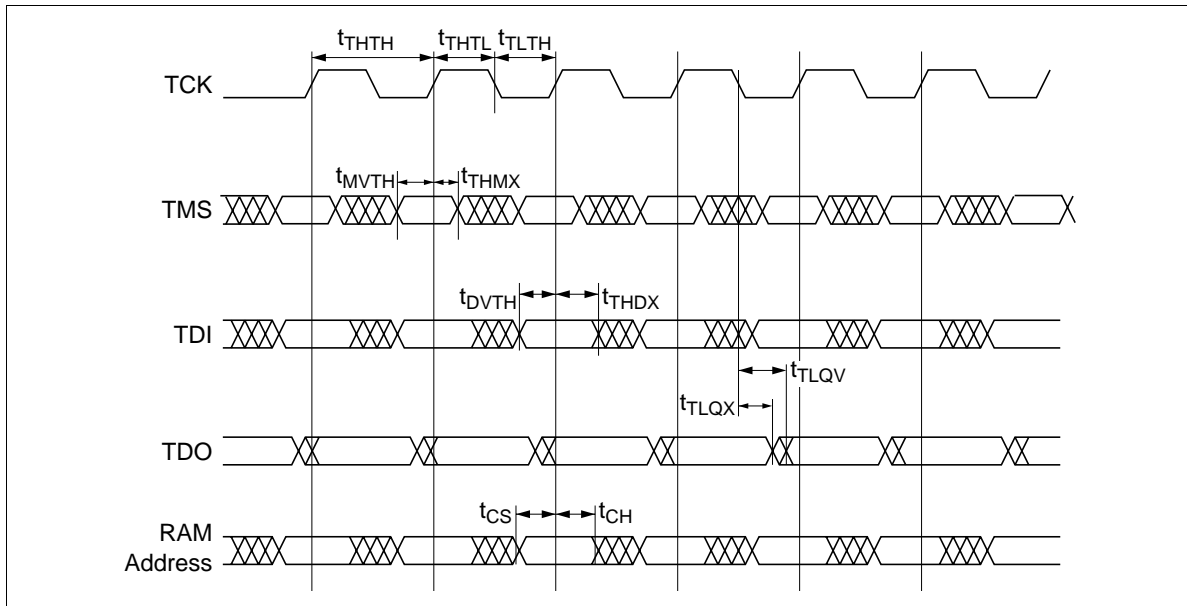 tTHTH tTHTL tTLTH
TCK
tMVTH tTHMX
TMS
tDVTH tTHDX
TDI
tTLQV
tTLQX
TDO
tCS tCH
RAM
Address